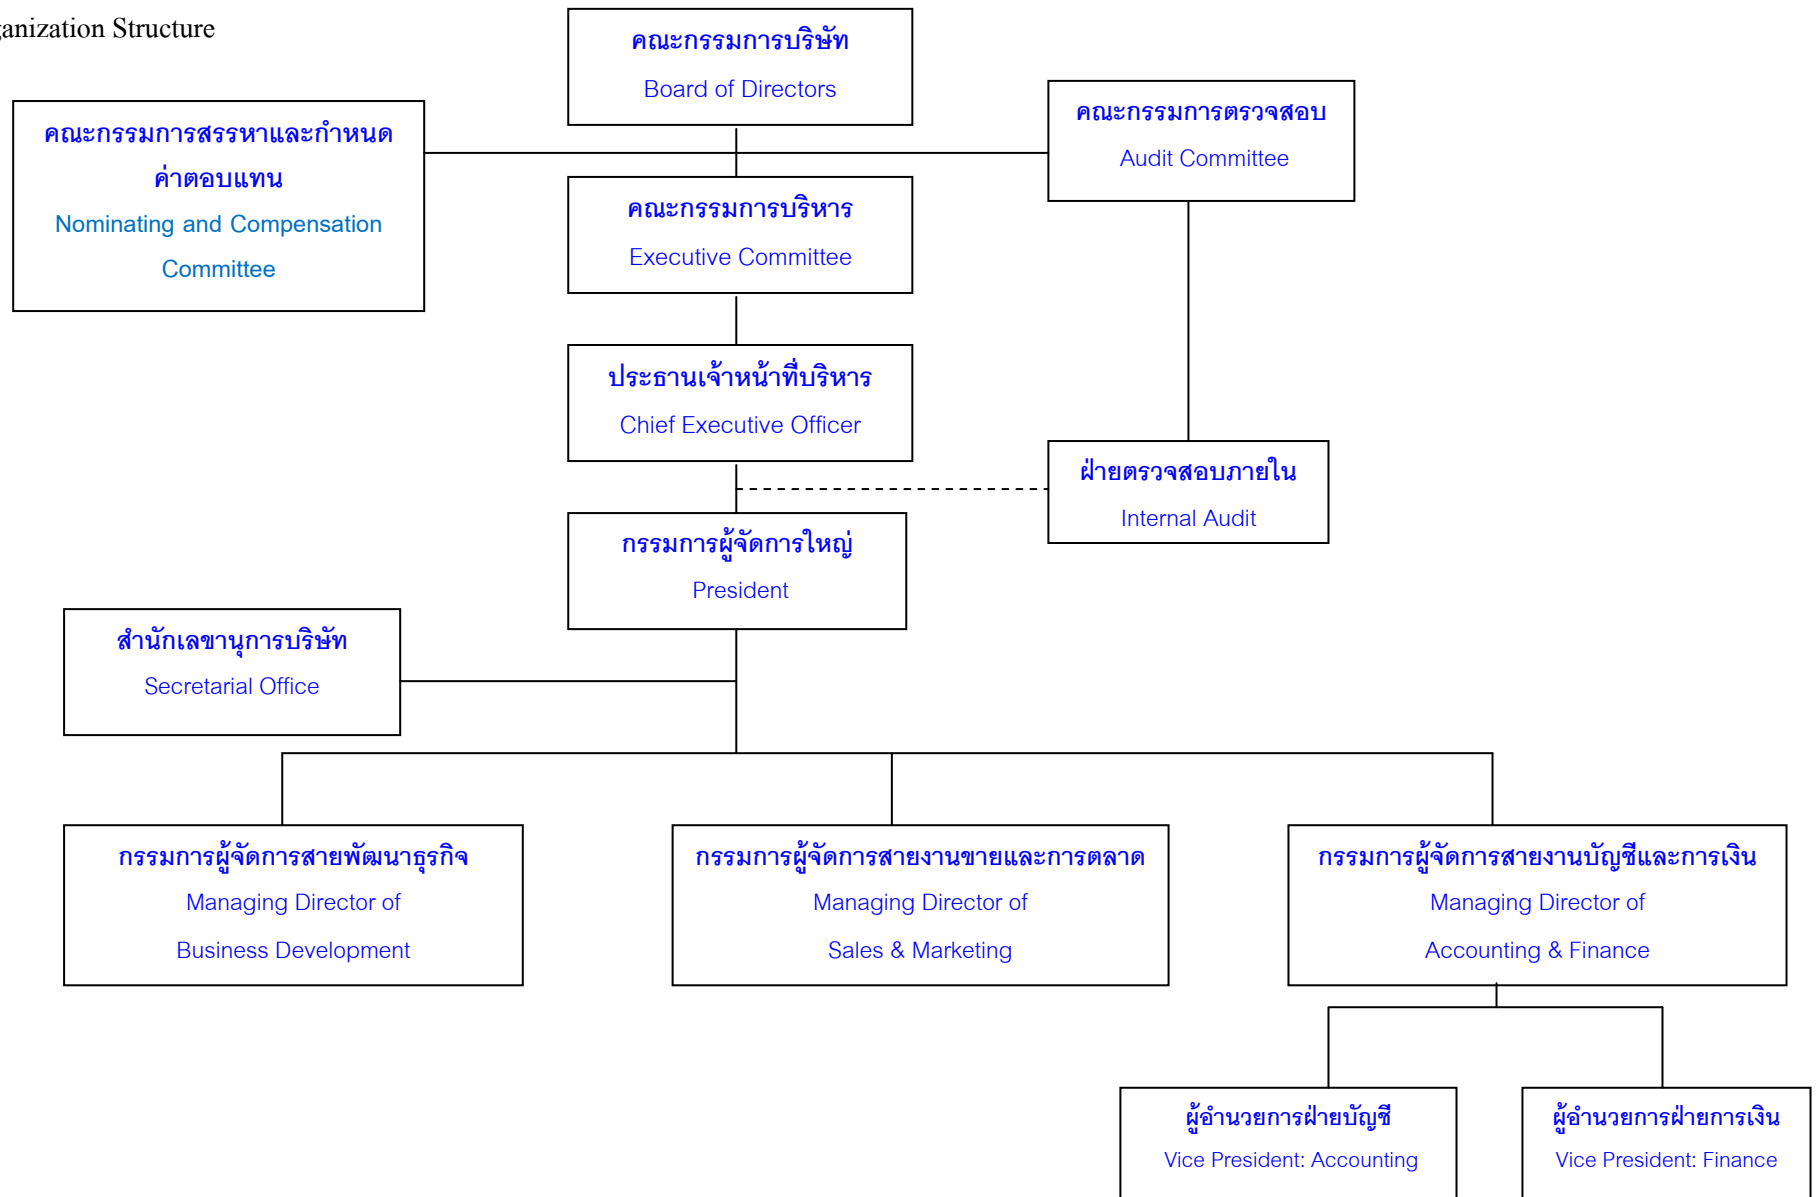 ganization Structure
คณะกรรมการบริษัท
Board of Directors
คณะกรรมการสรรหาและกำหนด
ค่าตอบแทน
Nominating and Compensation
Committee
คณะกรรมการตรวจสอบ
Audit Committee
คณะกรรมการบริหาร
Executive Committee
ประธานเจ้าหน้าที่บริหาร
Chief Executive Officer
ฝ่ายตรวจสอบภายใน
Internal Audit
กรรมการผู้จัดการใหญ่
President
สำนักเลขานุการบริษัท
Secretarial Office
กรรมการผู้จัดการสายพัฒนาธุรกิจ
Managing Director of
Business Development
กรรมการผู้จัดการสายงานขายและการตลาด
Managing Director of
Sales & Marketing
กรรมการผู้จัดการสายงานบัญชีและการเงิน
Managing Director of
Accounting & Finance
ผู้อำนวยการฝ่ายบัญชี
Vice President: Accounting
ผู้อำนวยการฝ่ายการเงิน
Vice President: Finance